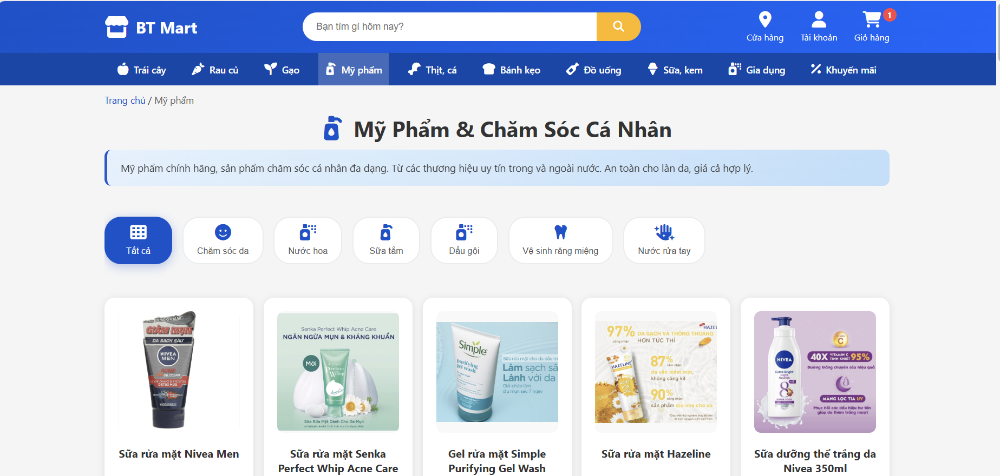 BT Mart
Bạn tìm gì hôm nay?
Cửa hàng
Tài khoản
1
Giỏ hàng
Trái cây
Rau củ
Gạo
Mỹ phẩm
Thịt, cá
Bánh kẹo
Đồ uống
Sữa, kem
Gia dụng
Khuyến mãi
Trang chủ / Mỹ phẩm
Mỹ Phẩm & Chăm Sóc Cá Nhân
Mỹ phẩm chính hãng, sản phẩm chăm sóc cá nhân đa dạng. Từ các thương hiệu uy tín trong và ngoài nước. An toàn cho làn da, giá cả hợp lý.
Tất cả
Chăm sóc da
Nước hoa
Sữa tắm
Dầu gội
Vệ sinh răng miệng
Nước rửa tay
BÙN KHOÁNG
GIẢM MỤN
DA SẠCH SÂU
NIVEA
MEN
ACNE
OIL CLEAR
DETOX MUD
Sữa rửa mặt Nivea Men
Senka Perfect Whip Acne Care
NGĂN NGỪA MỤN & KHÁNG KHUẨN
Mới
Perfect
Whip
Acne Care
Sữa Rửa Mặt Dành Cho Da Mụn
Sữa rửa mặt Senka
Perfect Whip Acne Care
Simple
purifying
gel wash
Sữa rửa mặt cho da dầu m
Làm sạch sâ
Lành với da
Giải pháp làm
dịu mụn sau 7 ngày
Gel rửa mặt Simple
Purifying Gel Wash
HAZEL
97% DA SẠCH VÀ THÔNG THOÁNG
công nhận HƠN TỨC THÌ
HAZELINE
87%
cảm nhận
da vẫn mềm mịn,
không căng kít
90%
công nhận
sản phẩm dịu nhẹ cho da
Sữa rửa mặt Hazeline
VITAMIN
C
NIVEA
Extra Bright
Night
Nourish
8
SUPER FOOD
40X VITAMIN C
TINH KHIẾT 95%
Dưỡng trắng chuyên sâu hiệu quả
MÀNG LỌC TIA UV
Phục hồi các dấu hiệu hư tổn
giúp da thêm trắng mượt
Sữa dưỡng thể trắng da
Nivea 350ml